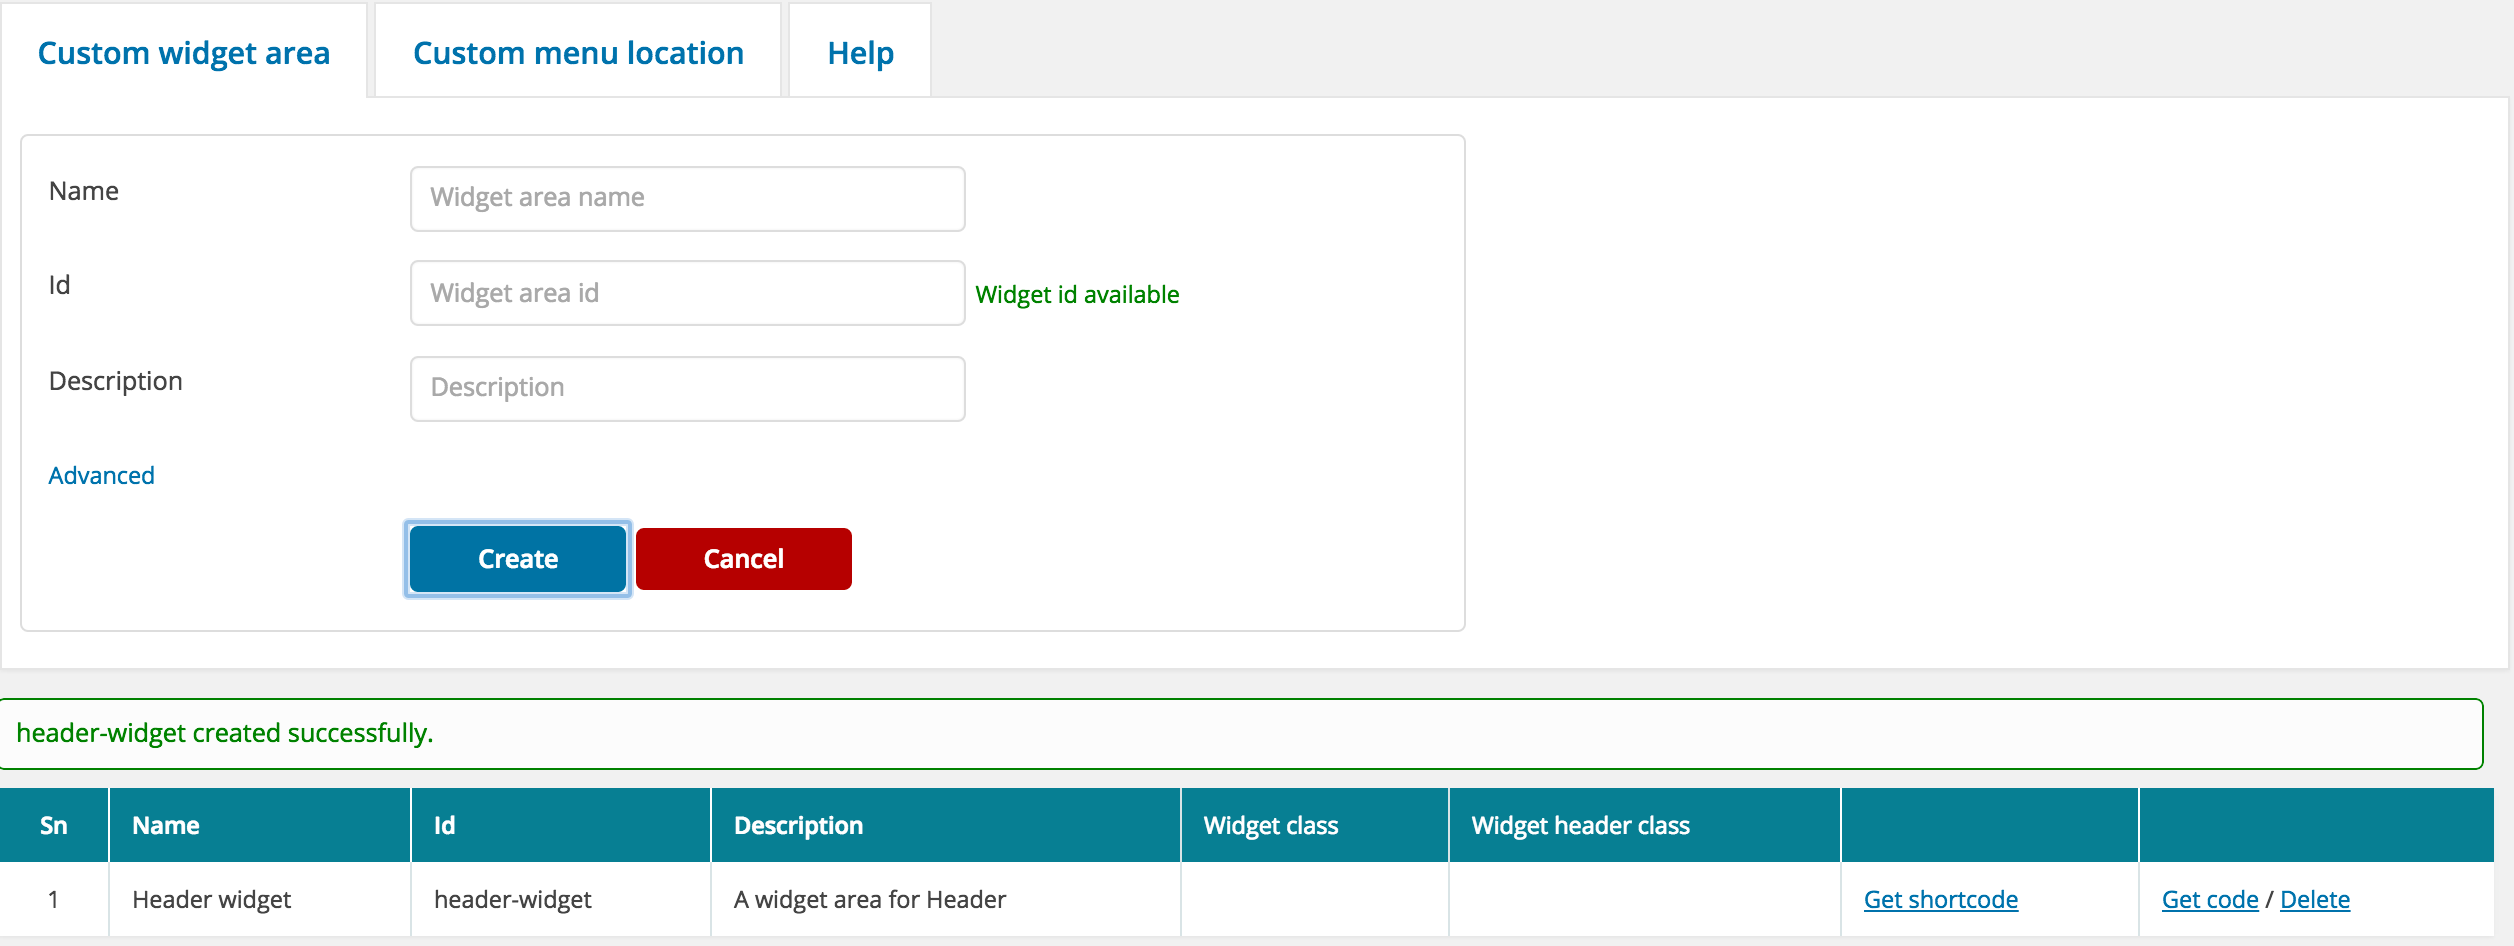 Custom widget area Custom menu location Help
Name Widget area name
Id Widget area id Widget id available
Description Description
Advanced
Create Cancel
header-widget created successfully.
Sn Name Id Description Widget class Widget header class
1 Header widget header-widget A widget area for Header Get shortcode Get code / Delete